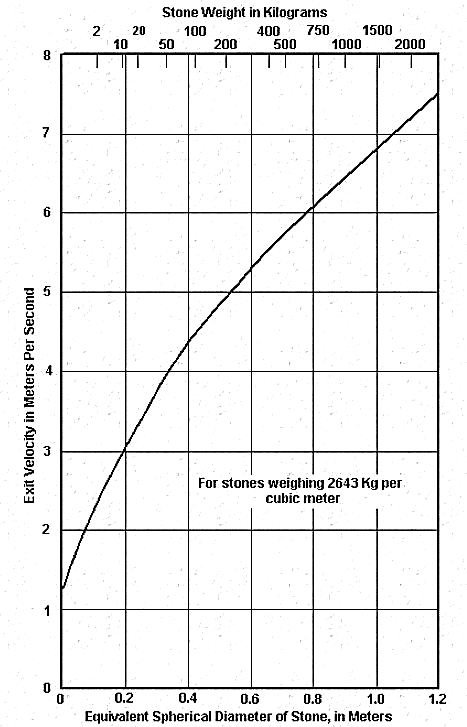 Stone Weight in Kilograms
2 20 100 400 750 1500
10 50 200 500 1000 2000
8
7
6
5
4
3
2
1
0
Exit Velocity in Meters Per Second
For stones weighing 2643 Kg per
cubic meter
0 0.2 0.4 0.6 0.8 1.0 1.2
Equivalent Spherical Diameter of Stone, in Meters